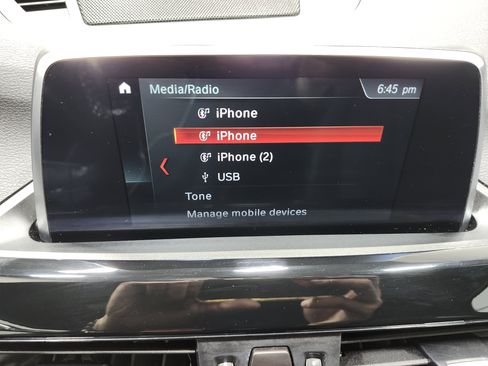 Media/Radio 6:45 pm
iPhone
iPhone
iPhone (2)
USB
Tone
Manage mobile devices